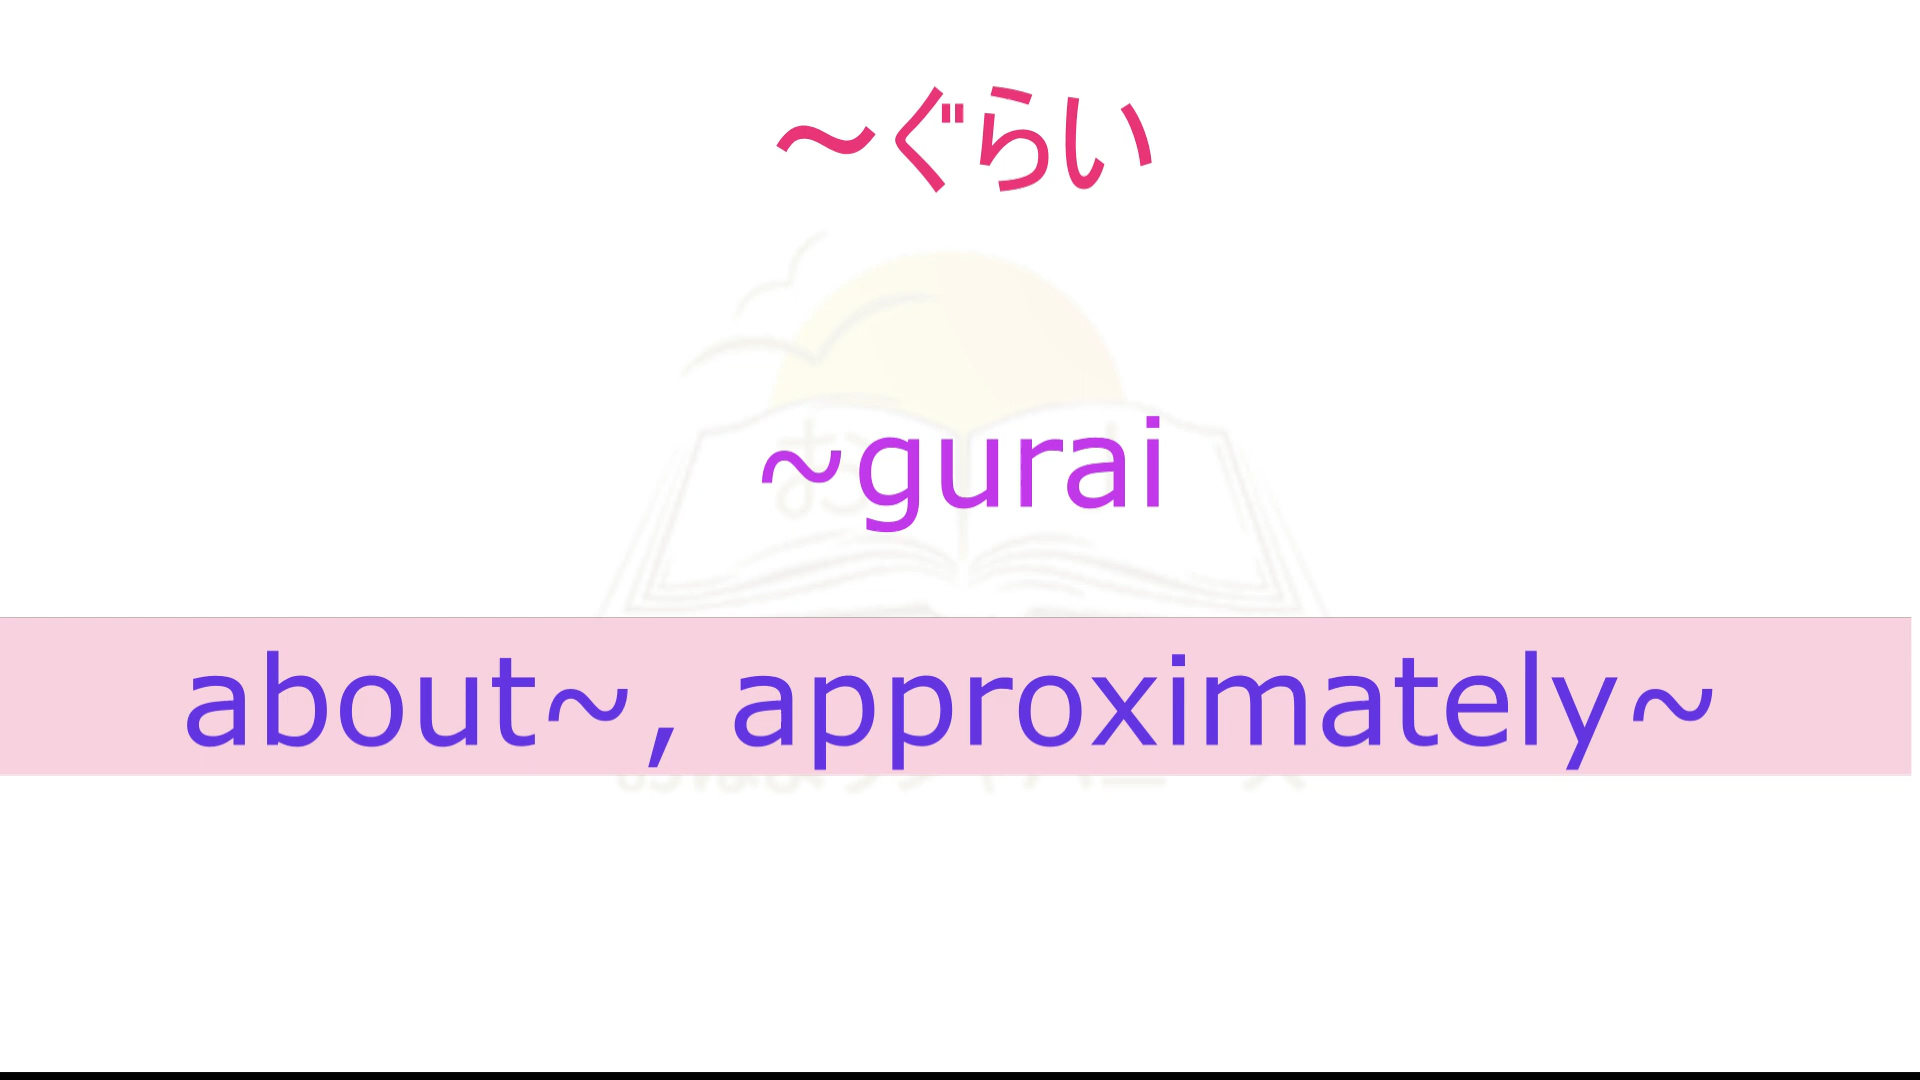 ～ぐらい
~gurai
about~, approximately~